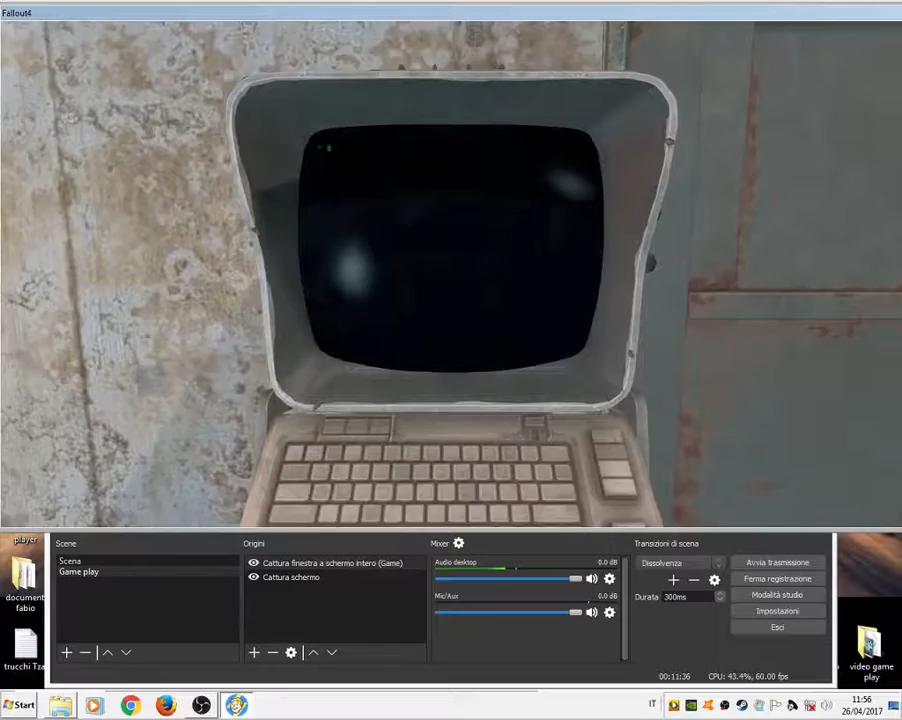 Fallout4
player
document
fabio
trucchi Tza
Scene
Scena
Game play
Origini
Cattura finestra a schermo intero (Game)
Cattura schermo
Mixer
Audio desktop
0.0 dB
Mic/Aux
0.0 dB
Transizioni di scena
Dissolvenza
Durata
300ms
Avvia trasmissione
Ferma registrazione
Modalità studio
Impostazioni
Esci
00:11:36
CPU: 43.4%, 60.00 fps
video game
play
Start
IT
11:56
26/04/2017